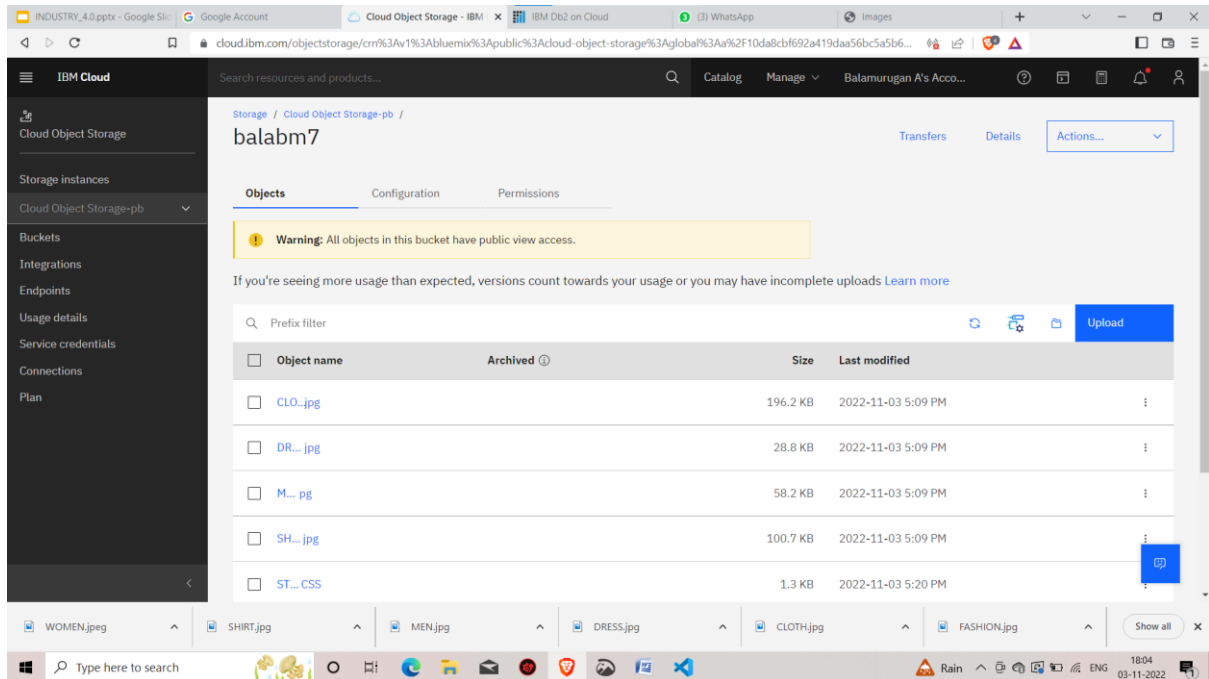 INDUSTRY_4.0.pptx - Google Slic
Google Account
Cloud Object Storage - IBM
IBM Db2 on Cloud
(3) WhatsApp
Images
cloud.ibm.com/objectstorage/crn%3Av1%3Abluemix%3Apublic%3Acloud-object-storage%3Aglobal%3Aa%2F10da8cbf692a419daa56bc5a5b6...
IBM Cloud
Search resources and products...
Catalog
Manage
Balamurugan A's Acco...
Cloud Object Storage
Storage instances
Cloud Object Storage-pb
Buckets
Integrations
Endpoints
Usage details
Service credentials
Connections
Plan
Storage / Cloud Object Storage-pb /
balabm7
Transfers
Details
Actions...
Objects
Configuration
Permissions
Warning: All objects in this bucket have public view access.
If you're seeing more usage than expected, versions count towards your usage or you may have incomplete uploads Learn more
Prefix filter
Upload
Object name Archived Size Last modified
CLO...jpg 196.2 KB 2022-11-03 5:09 PM
DR... jpg 28.8 KB 2022-11-03 5:09 PM
M... pg 58.2 KB 2022-11-03 5:09 PM
SH... jpg 100.7 KB 2022-11-03 5:09 PM
ST... CSS 1.3 KB 2022-11-03 5:20 PM
WOMEN.jpeg
SHIRT.jpg
MEN.jpg
DRESS.jpg
CLOTH.jpg
FASHION.jpg
Show all
Type here to search
Rain
ENG
18:04
03-11-2022